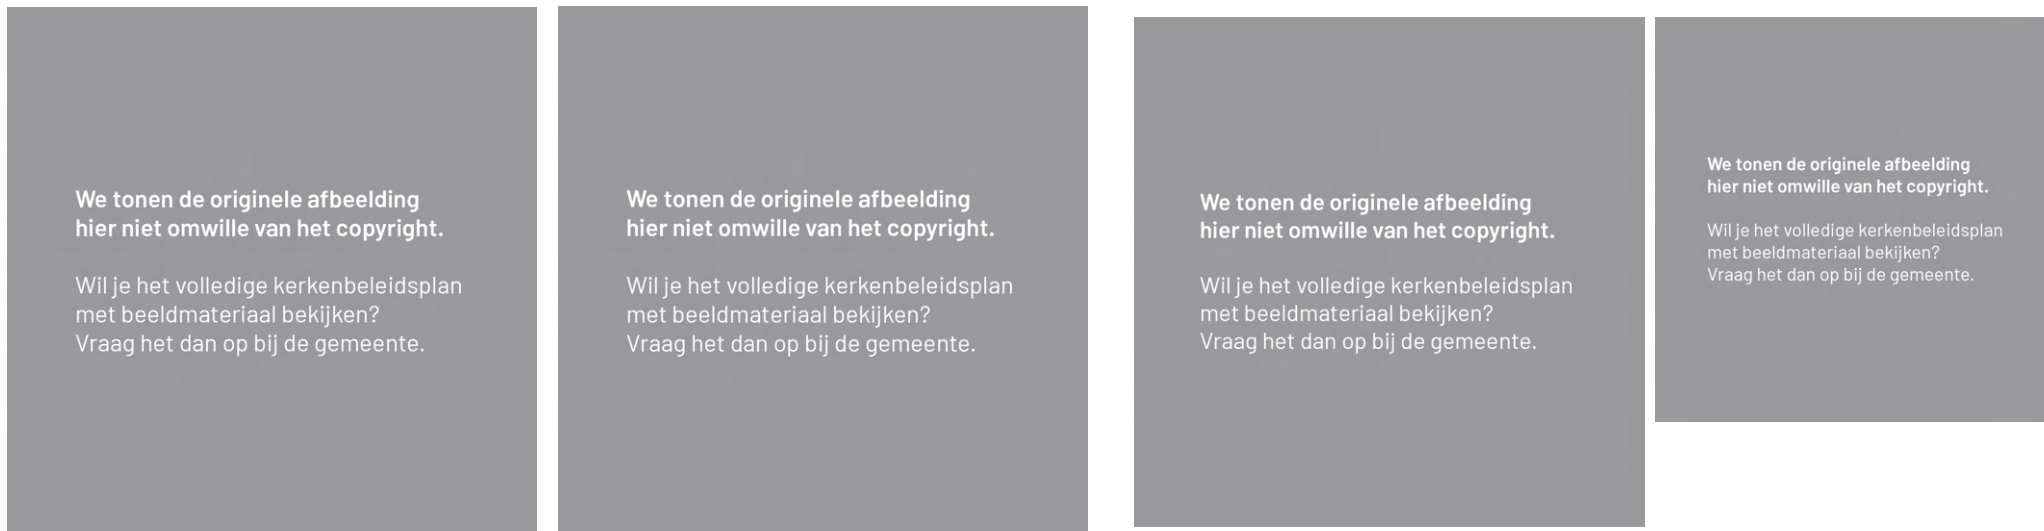 We tonen de originele afbeelding
hier niet omwille van het copyright.
Wil je het volledige kerkenbeleidsplan
met beeldmateriaal bekijken?
Vraag het dan op bij de gemeente.
We tonen de originele afbeelding
hier niet omwille van het copyright.
Wil je het volledige kerkenbeleidsplan
met beeldmateriaal bekijken?
Vraag het dan op bij de gemeente.
We tonen de originele afbeelding
hier niet omwille van het copyright.
Wil je het volledige kerkenbeleidsplan
met beeldmateriaal bekijken?
Vraag het dan op bij de gemeente.
We tonen de originele afbeelding
hier niet omwille van het copyright.
Wil je het volledige kerkenbeleidsplan
met beeldmateriaal bekijken?
Vraag het dan op bij de gemeente.